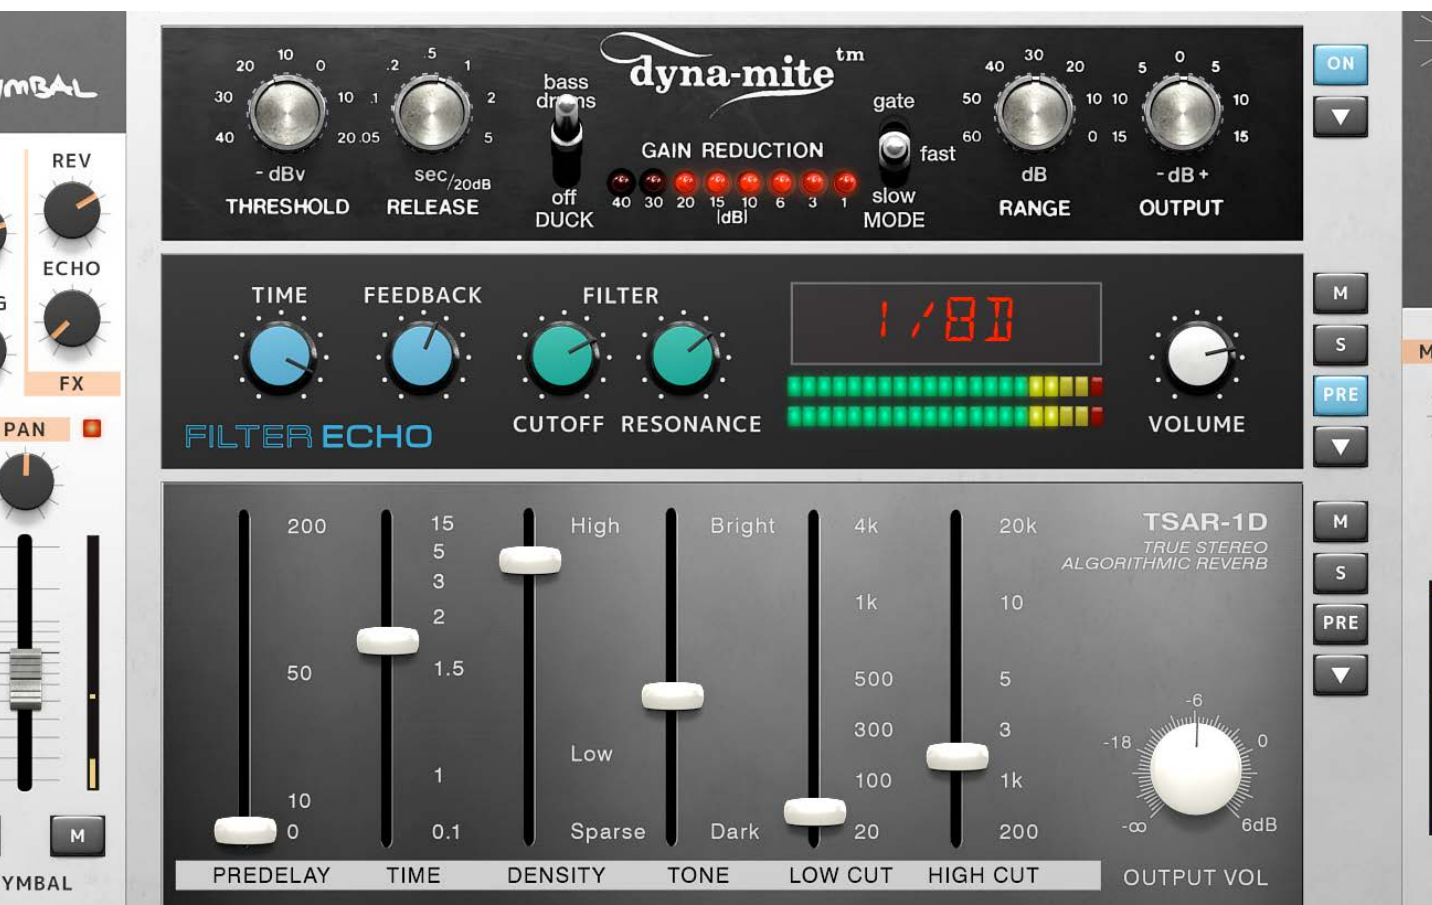 REV
ECHO
FX
PAN
M
dyna-mite tm
20 10 0
30 10
40 20
- dBv
THRESHOLD
.2 .5 1
.1 2
.05 5
sec/20dB
RELEASE
bass
drums
off
DUCK
GAIN REDUCTION
40 30 20 15 10 6 3 1
|dB|
gate
fast
slow
MODE
40 30 20
50 10
60 0
dB
RANGE
5 0 5
10 10
15 15
- dB +
OUTPUT
ON
TIME
FEEDBACK
FILTER
CUTOFF RESONANCE
FILTER ECHO
1/8D
VOLUME
M
S
PRE
200
50
10
0
PREDELAY
15
5
3
2
1.5
1
0.1
TIME
High
Low
Sparse
DENSITY
Bright
Dark
TONE
4k
1k
500
300
100
20
LOW CUT
20k
10
5
3
1k
200
HIGH CUT
TSAR-1D
TRUE STEREO
ALGORITHMIC REVERB
-6
-18 0
-∞ 6dB
OUTPUT VOL
M
S
PRE